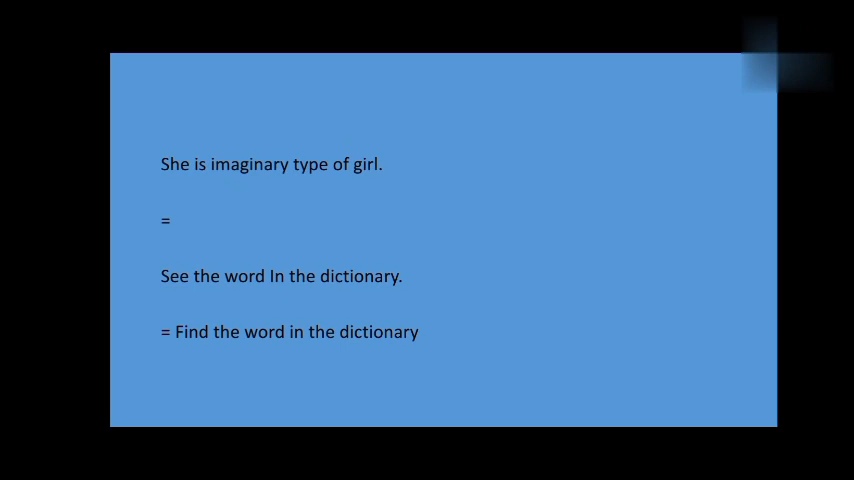 She is imaginary type of girl.
=
See the word In the dictionary.
= Find the word in the dictionary